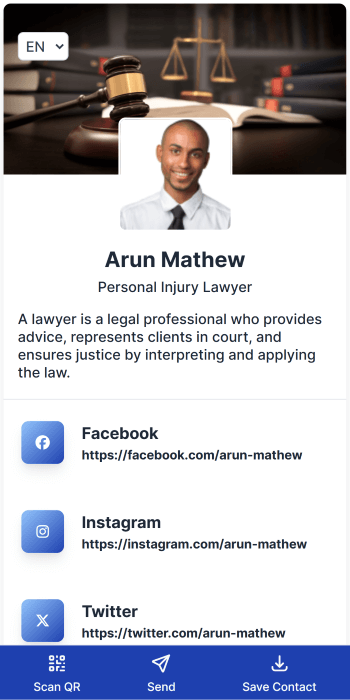 EN
Arun Mathew
Personal Injury Lawyer
A lawyer is a legal professional who provides
advice, represents clients in court, and
ensures justice by interpreting and applying
the law.
Facebook
https://facebook.com/arun-mathew
Instagram
https://instagram.com/arun-mathew
Twitter
https://twitter.com/arun-mathew
Scan QR
Send
Save Contact